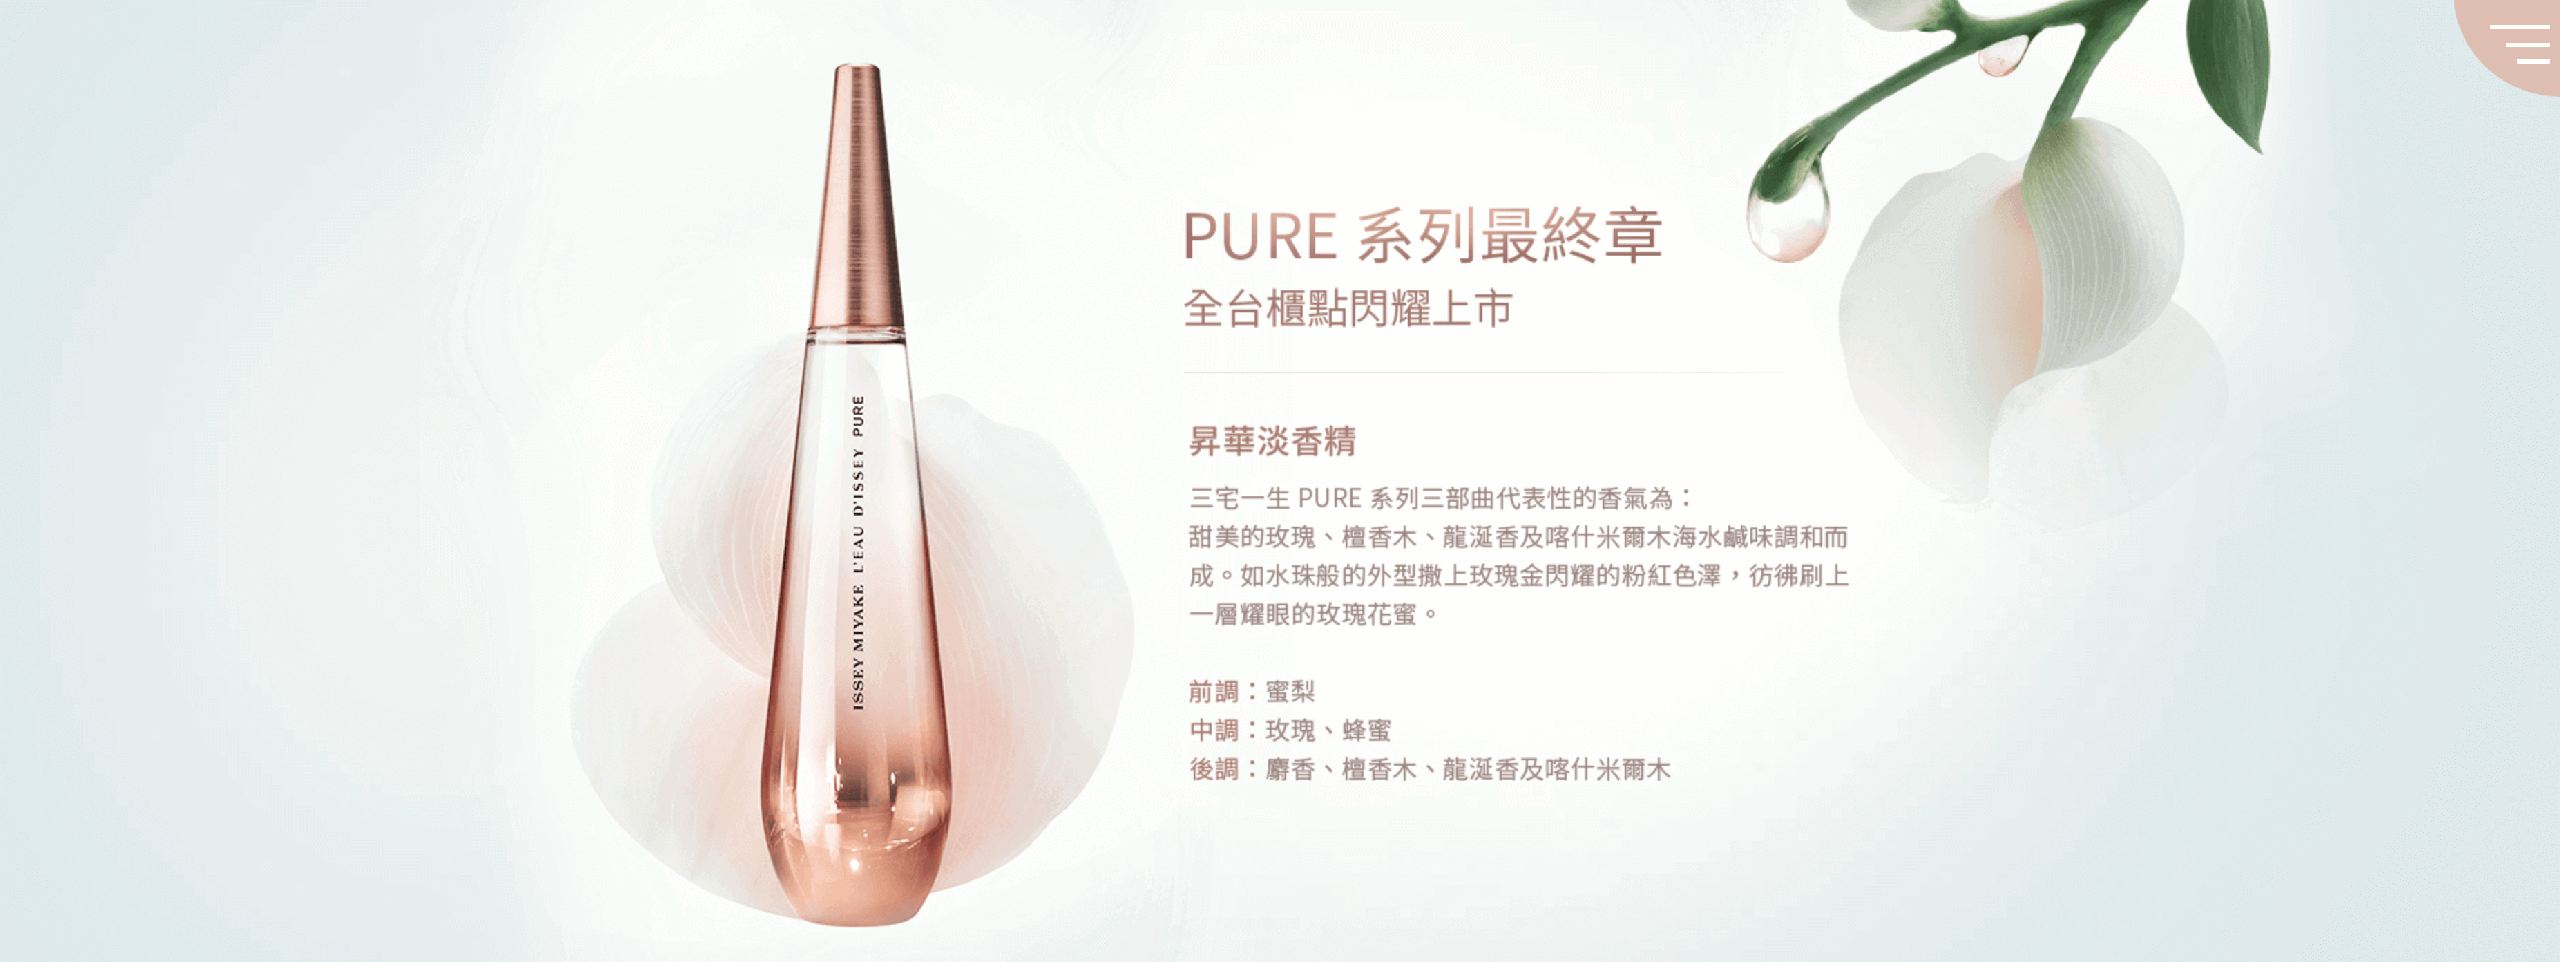 ISSEY MIYAKE L'EAU D'ISSEY PURE
PURE 系列最終章
全台櫃點閃耀上市
昇華淡香精
三宅一生 PURE 系列三部曲代表性的香氣為：
甜美的玫瑰、檀香木、龍涎香及喀什米爾木海水鹹味調和而
成。如水珠般的外型撒上玫瑰金閃耀的粉紅色澤，彷彿刷上
一層耀眼的玫瑰花蜜。
前調：蜜梨
中調：玫瑰、蜂蜜
後調：麝香、檀香木、龍涎香及喀什米爾木